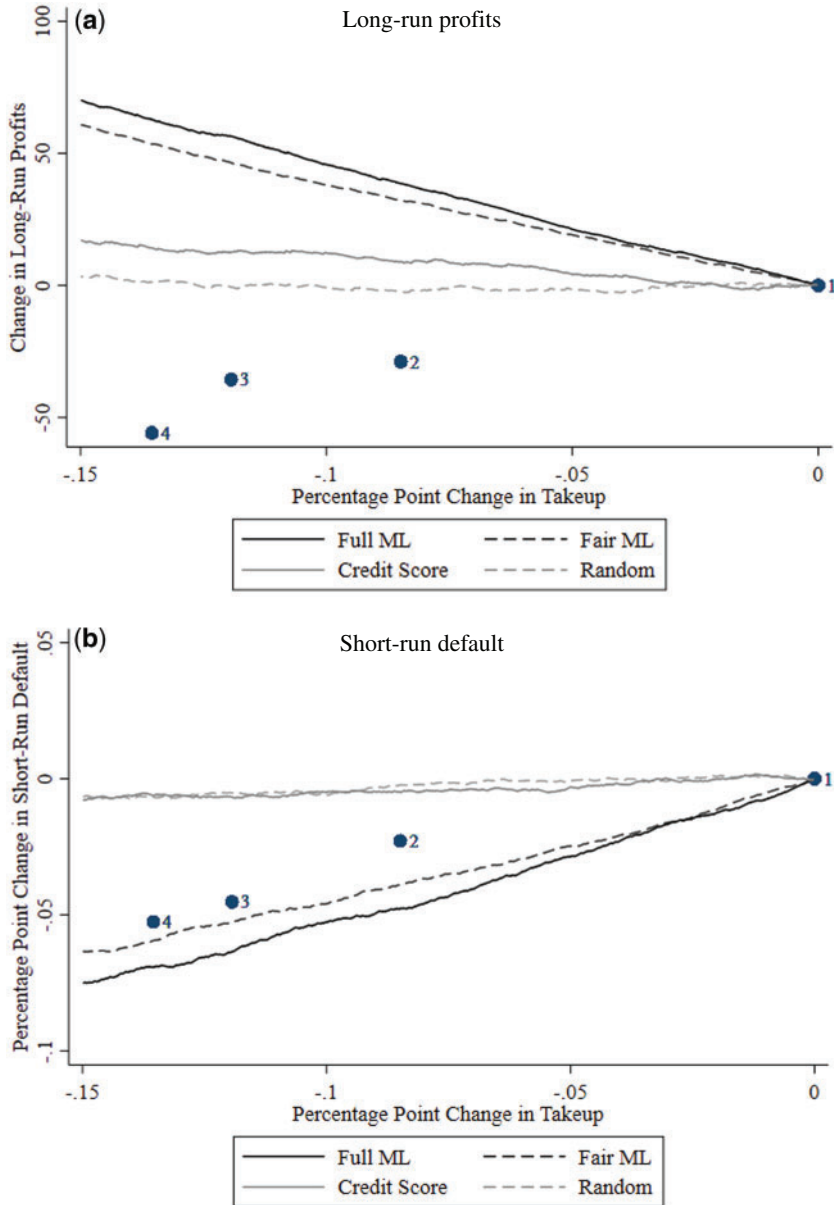 (a)
Long-run profits
Change in Long-Run Profits
100
50
0
-50
1
2
3
4
-.15
-.1
-.05
0
Percentage Point Change in Takeup
Full ML
Fair ML
Credit Score
Random
(b)
Short-run default
Percentage Point Change in Short-Run Default
.05
0
-.05
-.1
1
2
3
4
-.15
-.1
-.05
0
Percentage Point Change in Takeup
Full ML
Fair ML
Credit Score
Random